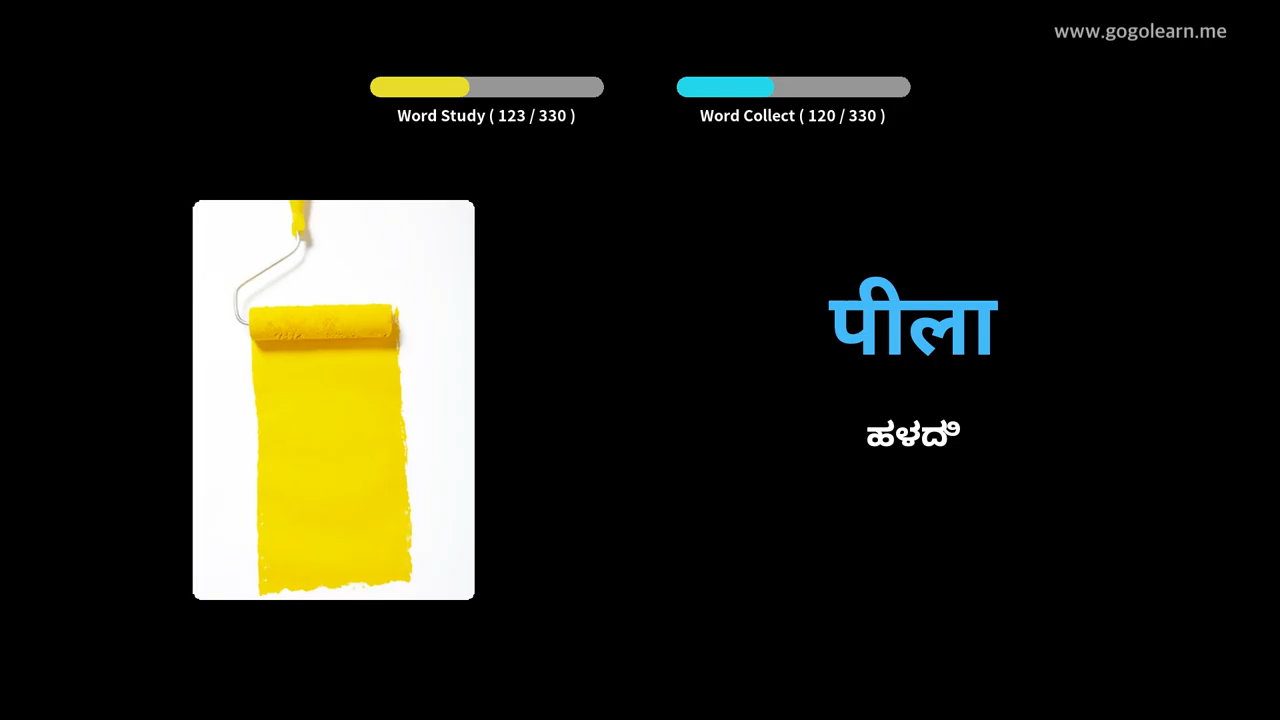 www.gogolearn.me
Word Study ( 123 / 330 )
Word Collect ( 120 / 330 )
पीला
ಹಳದಿ